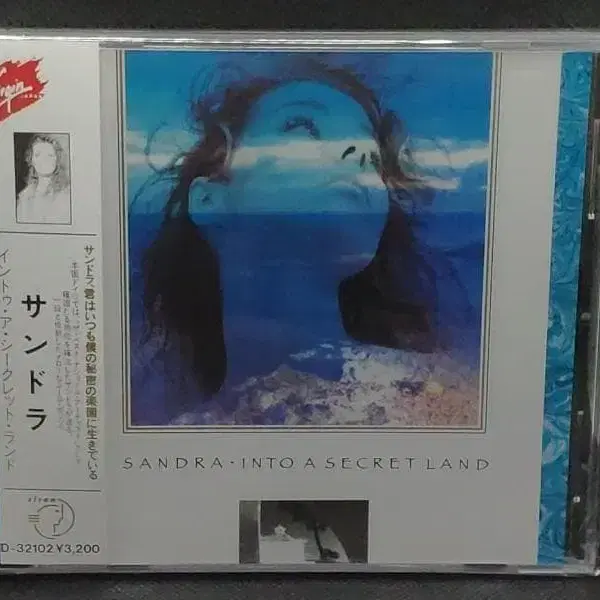 Virgin
JAPAN
サンドラ
イントゥ・ア・シークレット・ランド
サンドラ、君はいつも僕の秘密の楽園に生きている
siren
D-32102 ¥3,200
SANDRA · INTO A SECRET LAND